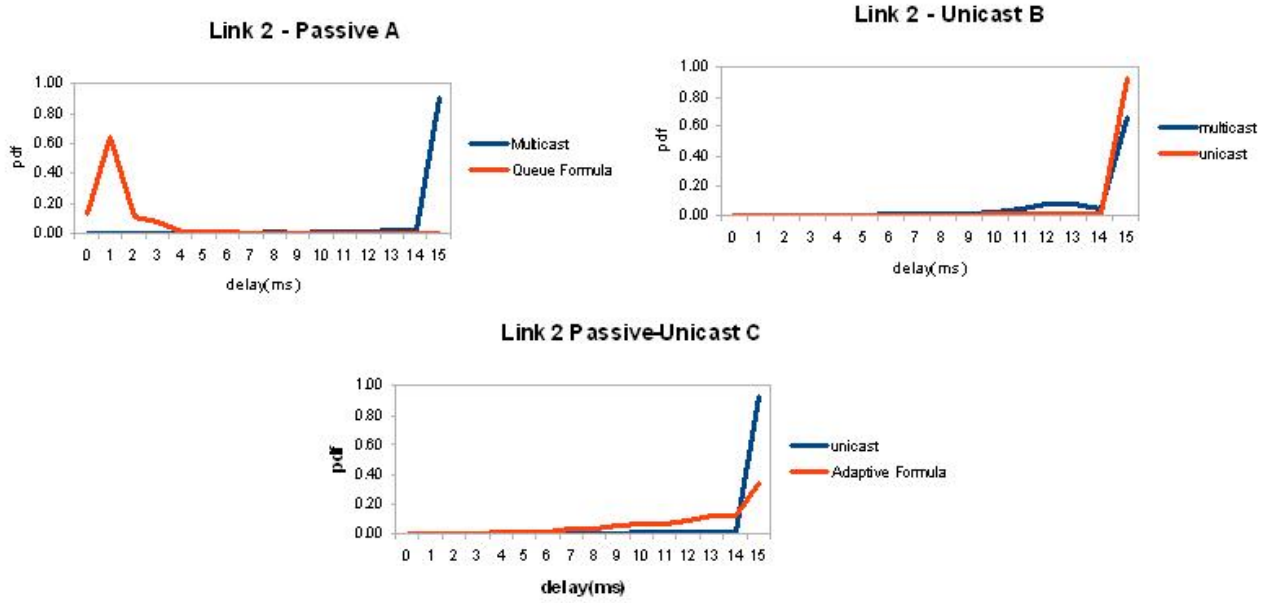 Link 2 - Passive A
1.00
0.80
0.60
0.40
0.20
0.00
pdf
0 1 2 3 4 5 6 7 8 9 10 11 12 13 14 15
delay(ms)
Multicast
Queue Formula
Link 2 - Unicast B
1.00
0.80
0.60
0.40
0.20
0.00
pdf
0 1 2 3 4 5 6 7 8 9 10 11 12 13 14 15
delay(ms)
multicast
unicast
Link 2 Passive-Unicast C
1.00
0.80
0.60
0.40
0.20
0.00
pdf
0 1 2 3 4 5 6 7 8 9 10 11 12 13 14 15
delay(ms)
unicast
Adaptive Formula